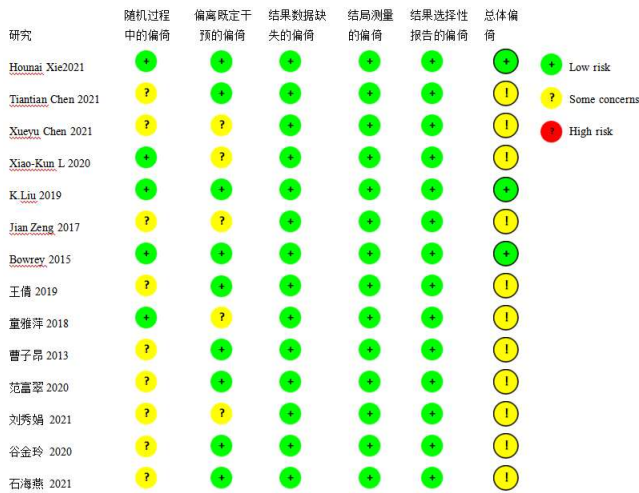 研究 随机过程中的偏倚 偏离既定干预的偏倚 结果数据缺失的偏倚 结局测量的偏倚 结果选择性报告的偏倚 总体偏倚
Hounai Xie2021 + + + + + +
Tiantian Chen 2021 ? + + + + !
Xueyu Chen 2021 ? ? + + + !
Xiao-Kun L 2020 + ? + + + !
K.Liu 2019 + + + + + +
Jian Zeng 2017 ? ? + + + !
Bowrey 2015 + + + + + +
王倩 2019 ? + + + + !
童雅萍 2018 + ? + + + !
曹子昂 2013 ? + + + + !
范富翠 2020 ? + + + + !
刘秀娟 2021 ? ? + + + !
谷金玲 2020 ? + + + + !
石海燕 2021 ? + + + + !
+ Low risk
? Some concerns
? High risk